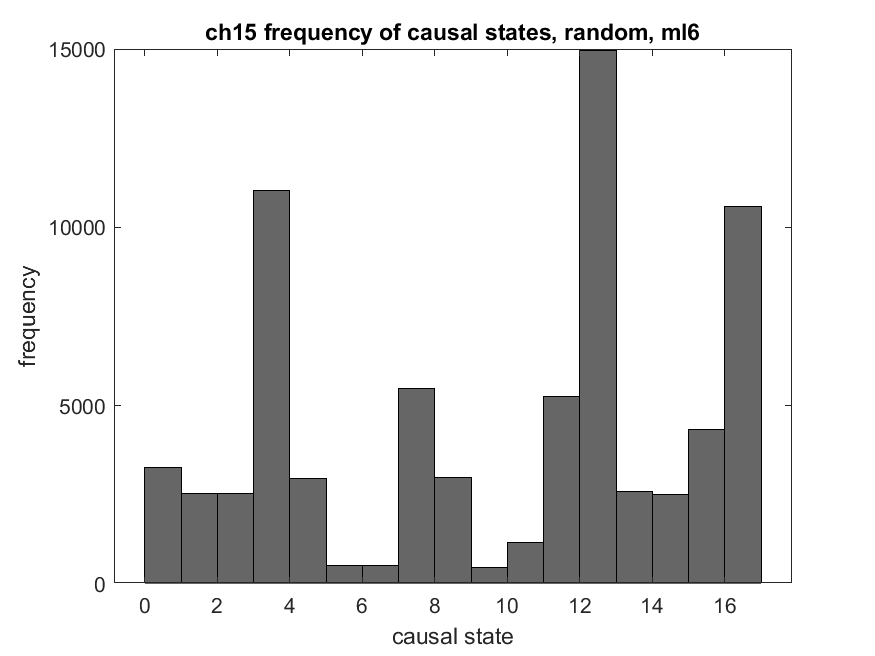 ch15 frequency of causal states, random, ml6
15000
10000
5000
0
frequency
0 2 4 6 8 10 12 14 16
causal state